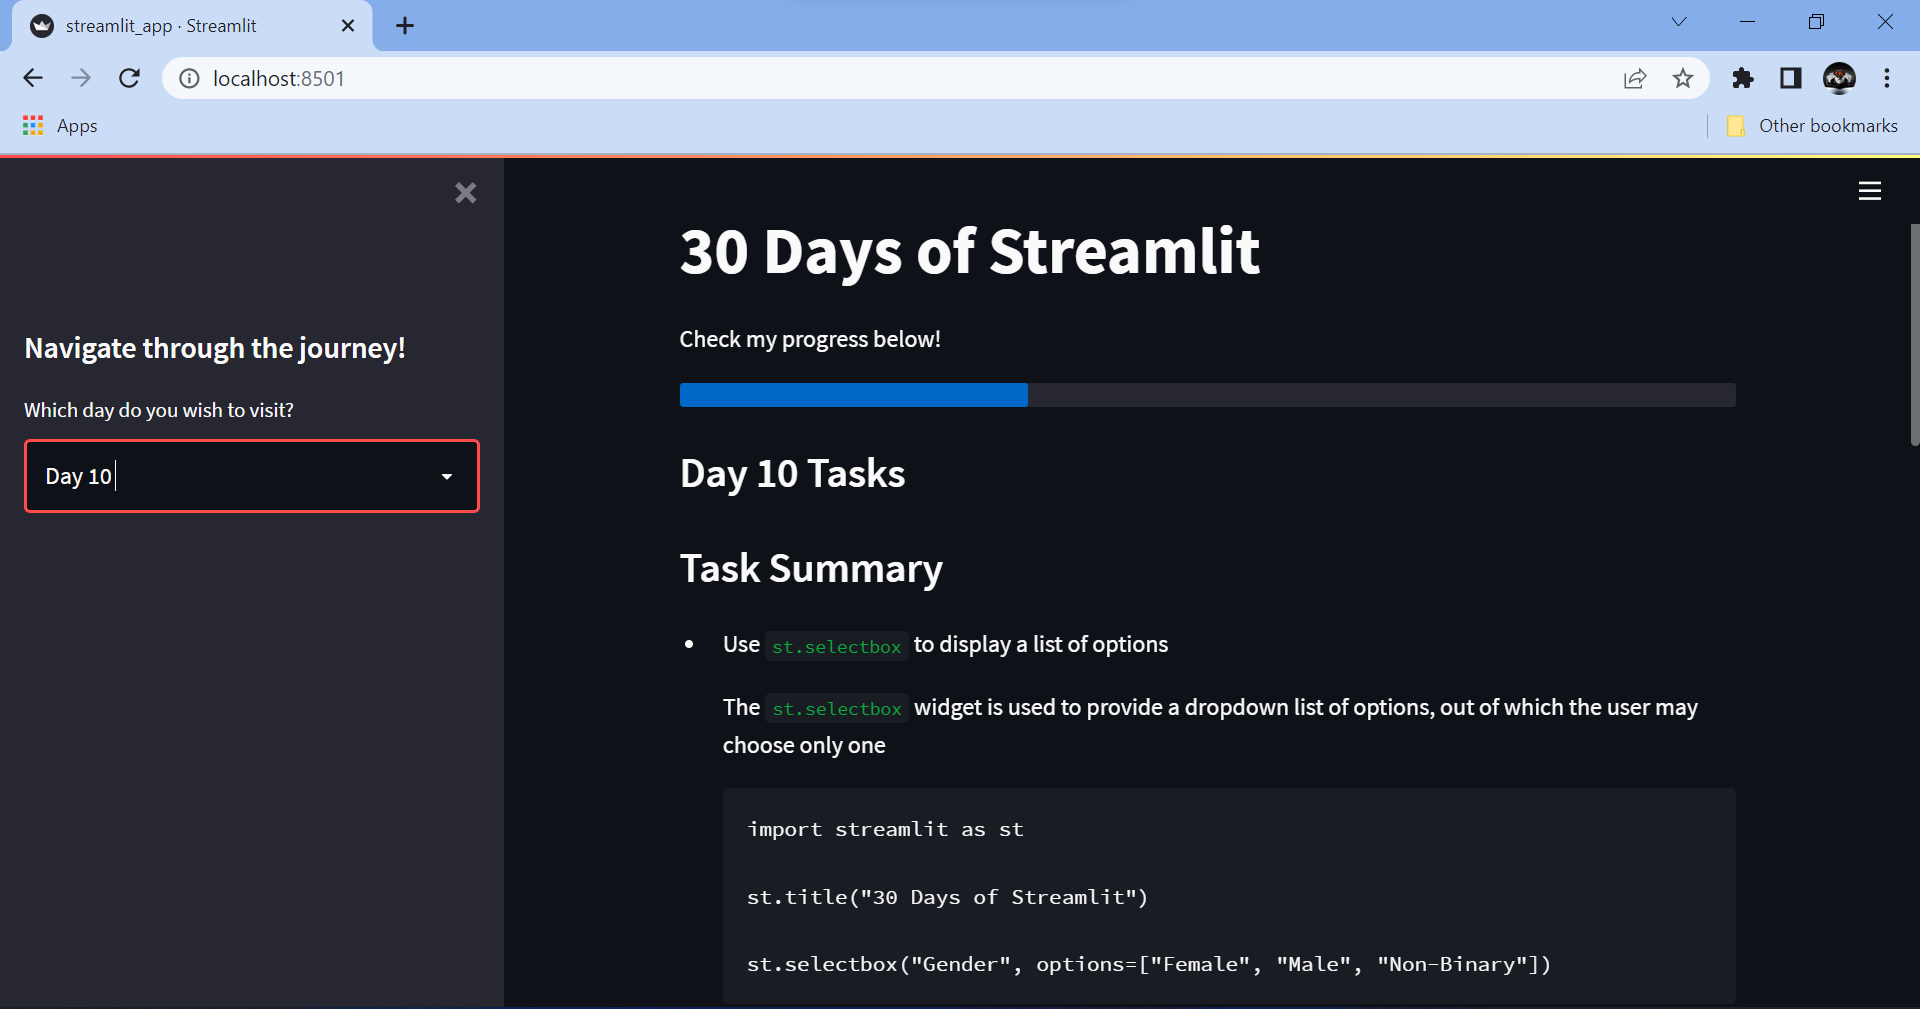 streamlit_app · Streamlit
localhost:8501
Apps
Other bookmarks
Navigate through the journey!
Which day do you wish to visit?
Day 10
30 Days of Streamlit
Check my progress below!
Day 10 Tasks
Task Summary
• Use st.selectbox to display a list of options
The st.selectbox widget is used to provide a dropdown list of options, out of which the user may
choose only one
import streamlit as st
st.title("30 Days of Streamlit")
st.selectbox("Gender", options=["Female", "Male", "Non-Binary"])